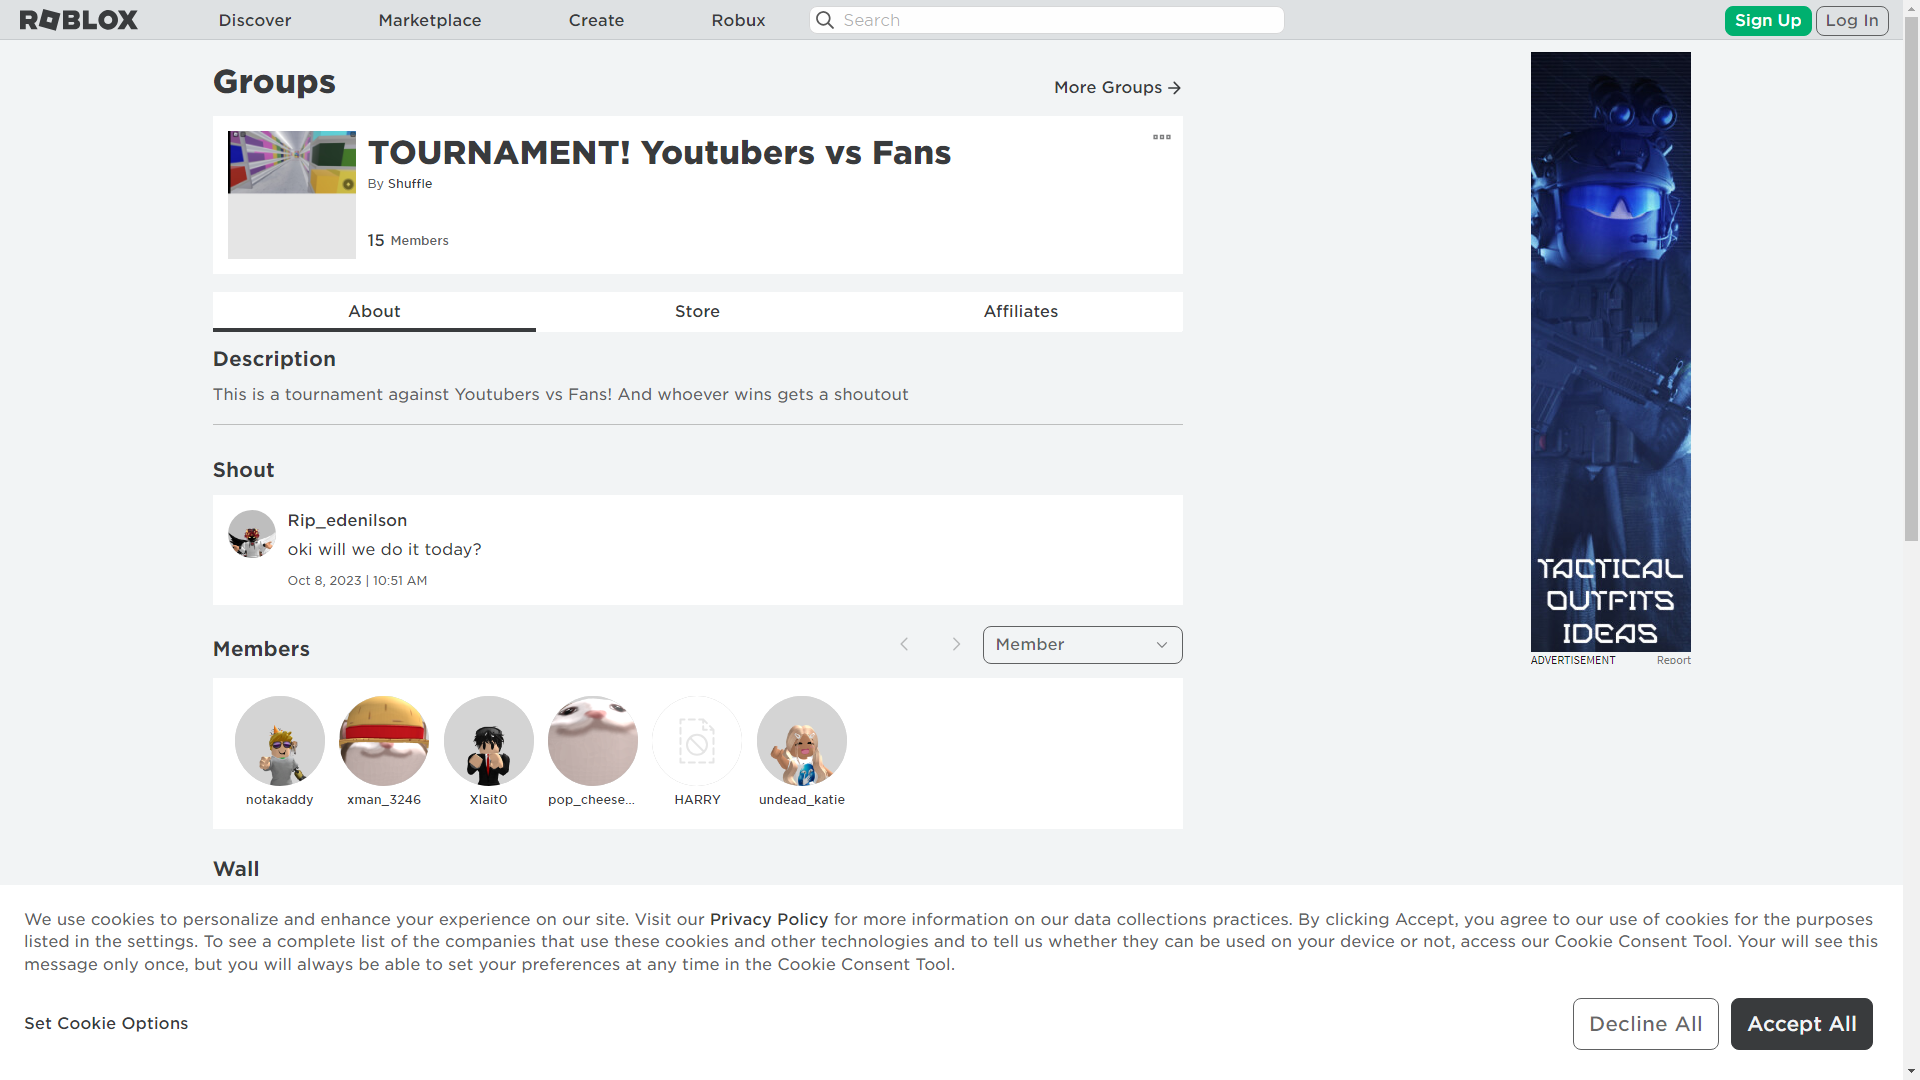 ROBLOX
Discover
Marketplace
Create
Robux
Search
Sign Up
Log In
Groups
More Groups
TOURNAMENT! Youtubers vs Fans
By Shuffle
15 Members
About
Store
Affiliates
Description
This is a tournament against Youtubers vs Fans! And whoever wins gets a shoutout
Shout
Rip_edenilson
oki will we do it today?
Oct 8, 2023 | 10:51 AM
Members
Member
notakaddy
xman_3246
Xlait0
pop_cheese...
HARRY
undead_katie
Wall
TACTICAL
OUTFITS
IDEAS
ADVERTISEMENT
Report
We use cookies to personalize and enhance your experience on our site. Visit our Privacy Policy for more information on our data collections practices. By clicking Accept, you agree to our use of cookies for the purposes
listed in the settings. To see a complete list of the companies that use these cookies and other technologies and to tell us whether they can be used on your device or not, access our Cookie Consent Tool. Your will see this
message only once, but you will always be able to set your preferences at any time in the Cookie Consent Tool.
Set Cookie Options
Decline All
Accept All